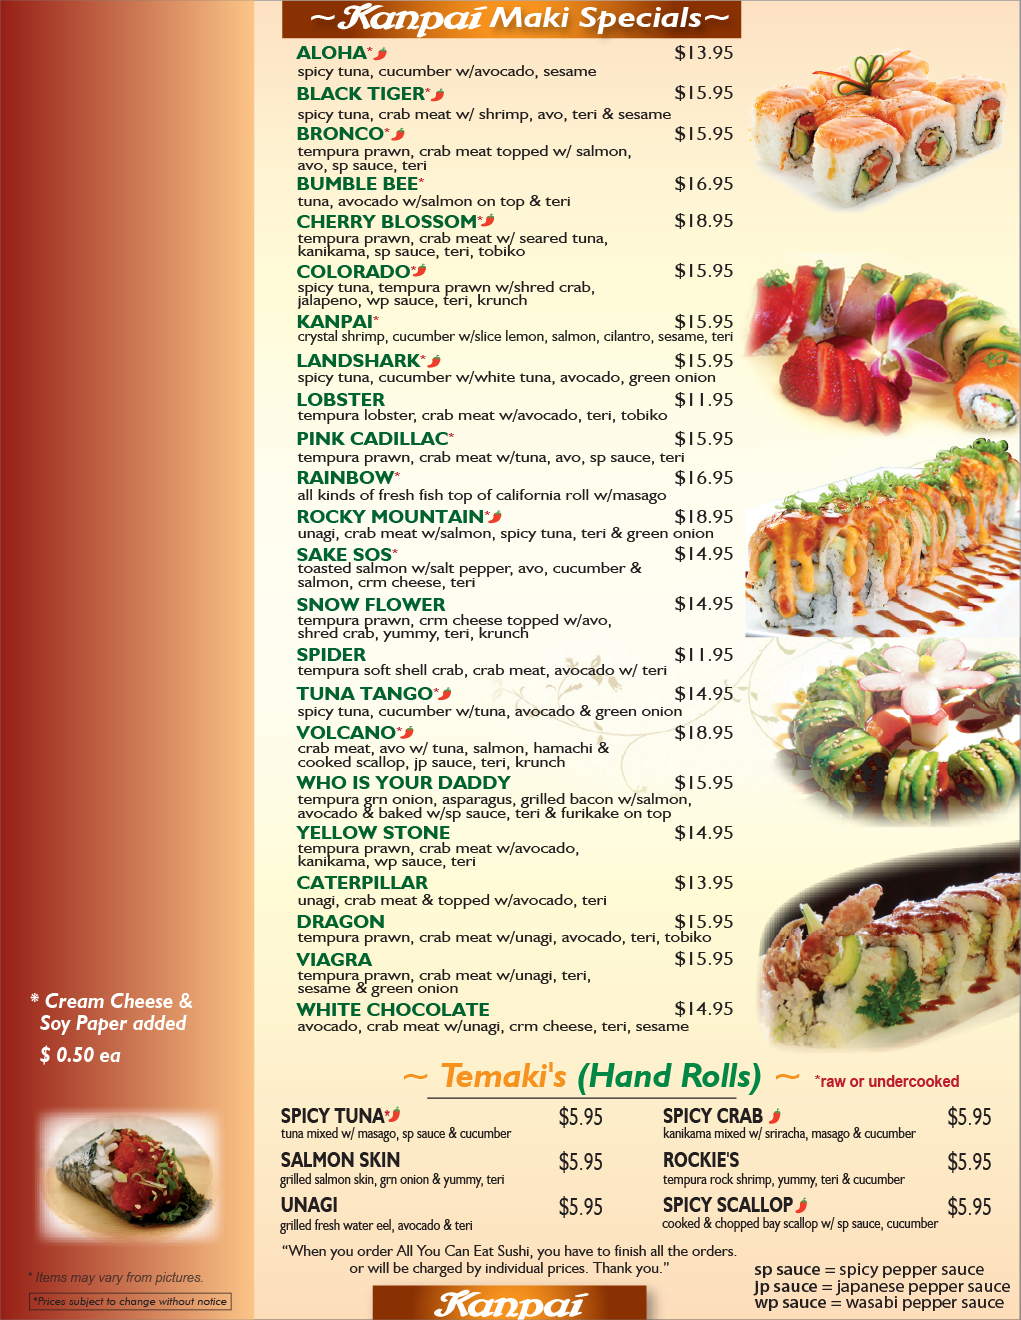 ~Kanpai Maki Specials~
ALOHA* $13.95
spicy tuna, cucumber w/avocado, sesame
BLACK TIGER* $15.95
spicy tuna, crab meat w/ shrimp, avo, teri & sesame
BRONCO* $15.95
tempura prawn, crab meat topped w/ salmon,
avo, sp sauce, teri
BUMBLE BEE* $16.95
tuna, avocado w/salmon on top & teri
CHERRY BLOSSOM* $18.95
tempura prawn, crab meat w/ seared tuna,
kanikama, sp sauce, teri, tobiko
COLORADO* $15.95
spicy tuna, tempura prawn w/shred crab,
jalapeno, wp sauce, teri, krunch
KANPAI* $15.95
crystal shrimp, cucumber w/slice lemon, salmon, cilantro, sesame, teri
LANDSHARK* $15.95
spicy tuna, cucumber w/white tuna, avocado, green onion
LOBSTER $11.95
tempura lobster, crab meat w/avocado, teri, tobiko
PINK CADILLAC* $15.95
tempura prawn, crab meat w/tuna, avo, sp sauce, teri
RAINBOW* $16.95
all kinds of fresh fish top of california roll w/masago
ROCKY MOUNTAIN* $18.95
unagi, crab meat w/salmon, spicy tuna, teri & green onion
SAKE SOS* $14.95
toasted salmon w/salt pepper, avo, cucumber &
salmon, crm cheese, teri
SNOW FLOWER $14.95
tempura prawn, crm cheese topped w/avo,
shred crab, yummy, teri, krunch
SPIDER $11.95
tempura soft shell crab, crab meat, avocado w/ teri
TUNA TANGO* $14.95
spicy tuna, cucumber w/tuna, avocado & green onion
VOLCANO* $18.95
crab meat, avo w/ tuna, salmon, hamachi &
cooked scallop, jp sauce, teri, krunch
WHO IS YOUR DADDY $15.95
tempura grn onion, asparagus, grilled bacon w/salmon,
avocado & baked w/sp sauce, teri & furikake on top
YELLOW STONE $14.95
tempura prawn, crab meat w/avocado,
kanikama, wp sauce, teri
CATERPILLAR $13.95
unagi, crab meat & topped w/avocado, teri
DRAGON $15.95
tempura prawn, crab meat w/unagi, avocado, teri, tobiko
VIAGRA $15.95
tempura prawn, crab meat w/unagi, teri,
sesame & green onion
WHITE CHOCOLATE $14.95
avocado, crab meat w/unagi, crm cheese, teri, sesame
* Cream Cheese &
Soy Paper added
$ 0.50 ea
~ Temaki's (Hand Rolls) ~ *raw or undercooked
SPICY TUNA* $5.95
tuna mixed w/ masago, sp sauce & cucumber
SALMON SKIN $5.95
grilled salmon skin, grn onion & yummy, teri
UNAGI $5.95
grilled fresh water eel, avocado & teri
SPICY CRAB $5.95
kanikama mixed w/ sriracha, masago & cucumber
ROCKIE'S $5.95
tempura rock shrimp, yummy, teri & cucumber
SPICY SCALLOP $5.95
cooked & chopped bay scallop w/ sp sauce, cucumber
“When you order All You Can Eat Sushi, you have to finish all the orders.
or will be charged by individual prices. Thank you.”
sp sauce = spicy pepper sauce
jp sauce = japanese pepper sauce
wp sauce = wasabi pepper sauce
* Items may vary from pictures.
*Prices subject to change without notice
Kanpai